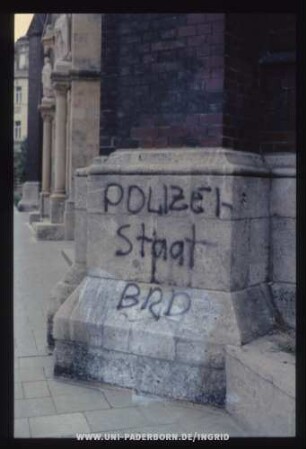 POLIZEI
Staat
BRD
WWW.UNI-PADERBORN.DE/INGRID